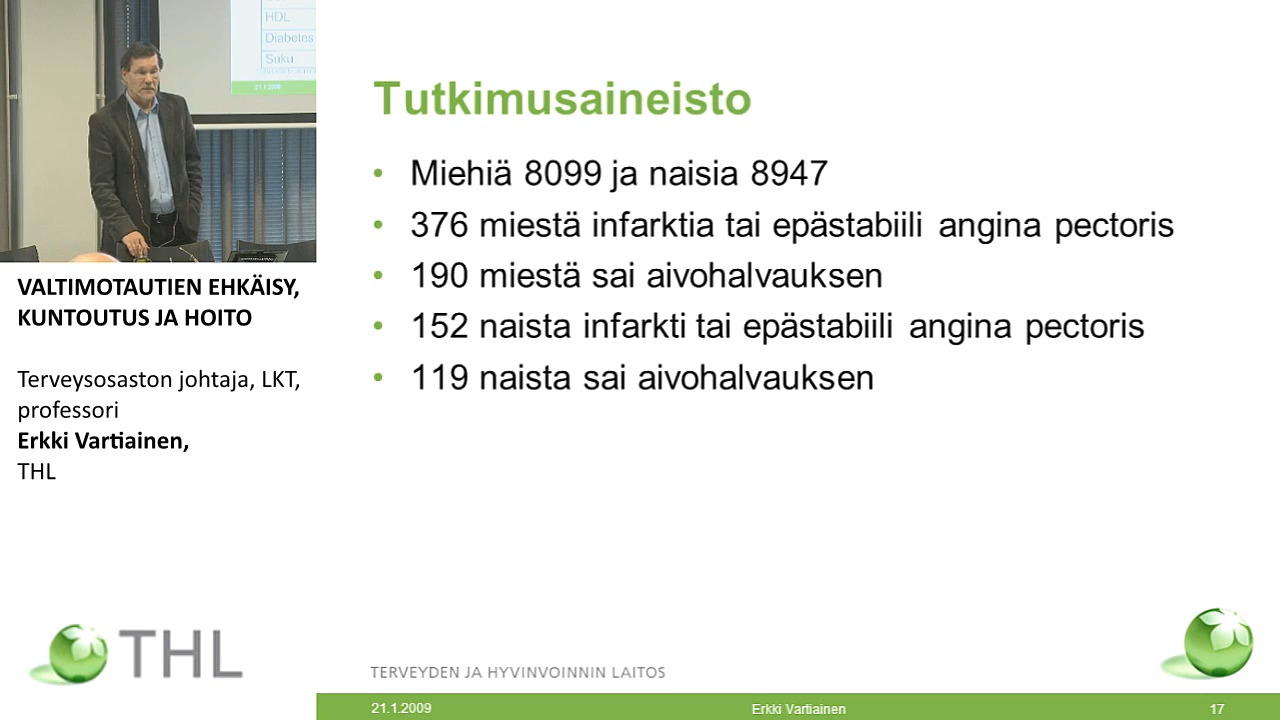 HDL
Diabetes
Suku
21.1.2009
VALTIMOTAUTIEN EHKÄISY,
KUNTOUTUS JA HOITO
Terveysosaston johtaja, LKT,
professori
Erkki Vartiainen,
THL
THL
Tutkimusaineisto
• Miehiä 8099 ja naisia 8947
• 376 miestä infarktia tai epästabiili angina pectoris
• 190 miestä sai aivohalvauksen
• 152 naista infarkti tai epästabiili angina pectoris
• 119 naista sai aivohalvauksen
TERVEYDEN JA HYVINVOINNIN LAITOS
21.1.2009 Erkki Vartiainen 17